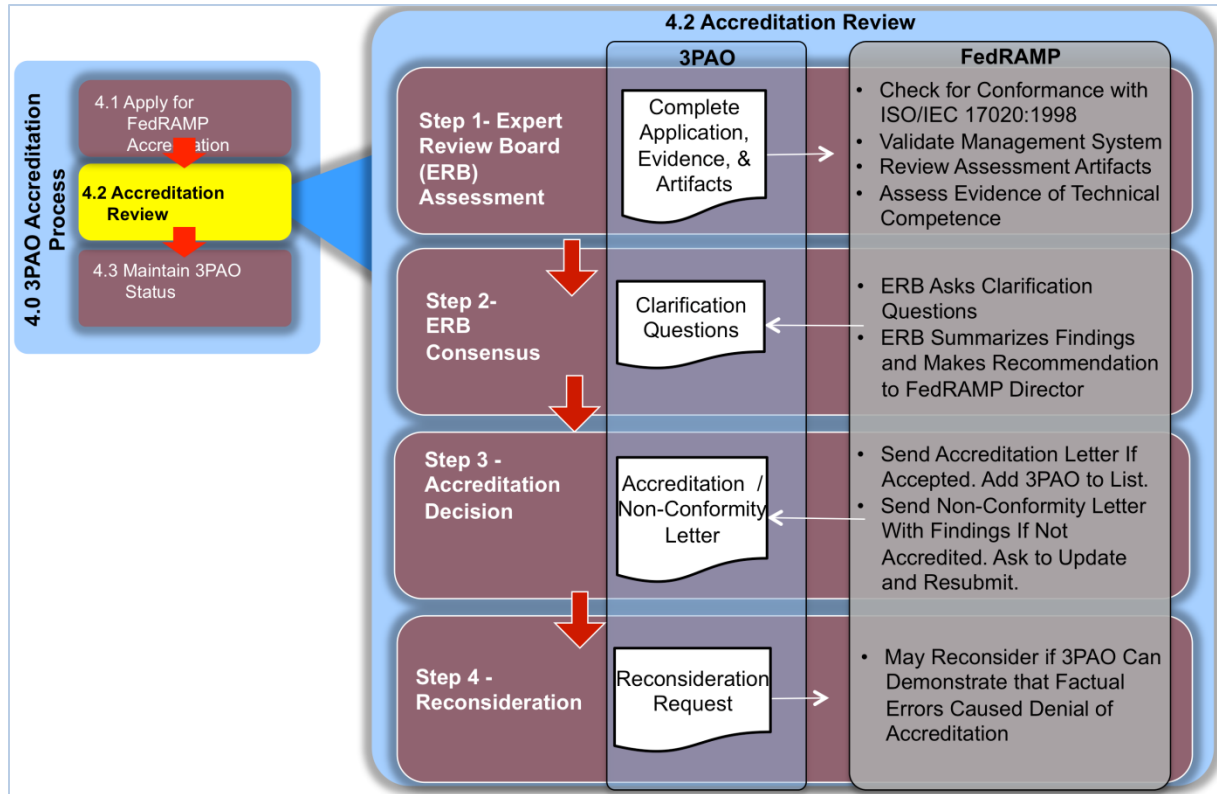 4.0 3PAO Accreditation
Process
4.1 Apply for
FedRAMP
Accreditation
4.2 Accreditation
Review
4.3 Maintain 3PAO
Status
4.2 Accreditation Review
3PAO
FedRAMP
Step 1- Expert
Review Board
(ERB)
Assessment
Complete
Application,
Evidence, &
Artifacts
• Check for Conformance with
ISO/IEC 17020:1998
• Validate Management System
• Review Assessment Artifacts
• Assess Evidence of Technical
Competence
Step 2-
ERB
Consensus
Clarification
Questions
• ERB Asks Clarification
Questions
• ERB Summarizes Findings
and Makes Recommendation
to FedRAMP Director
Step 3 -
Accreditation
Decision
Accreditation /
Non-Conformity
Letter
• Send Accreditation Letter If
Accepted. Add 3PAO to List.
• Send Non-Conformity Letter
With Findings If Not
Accredited. Ask to Update
and Resubmit.
Step 4 -
Reconsideration
Reconsideration
Request
• May Reconsider if 3PAO Can
Demonstrate that Factual
Errors Caused Denial of
Accreditation